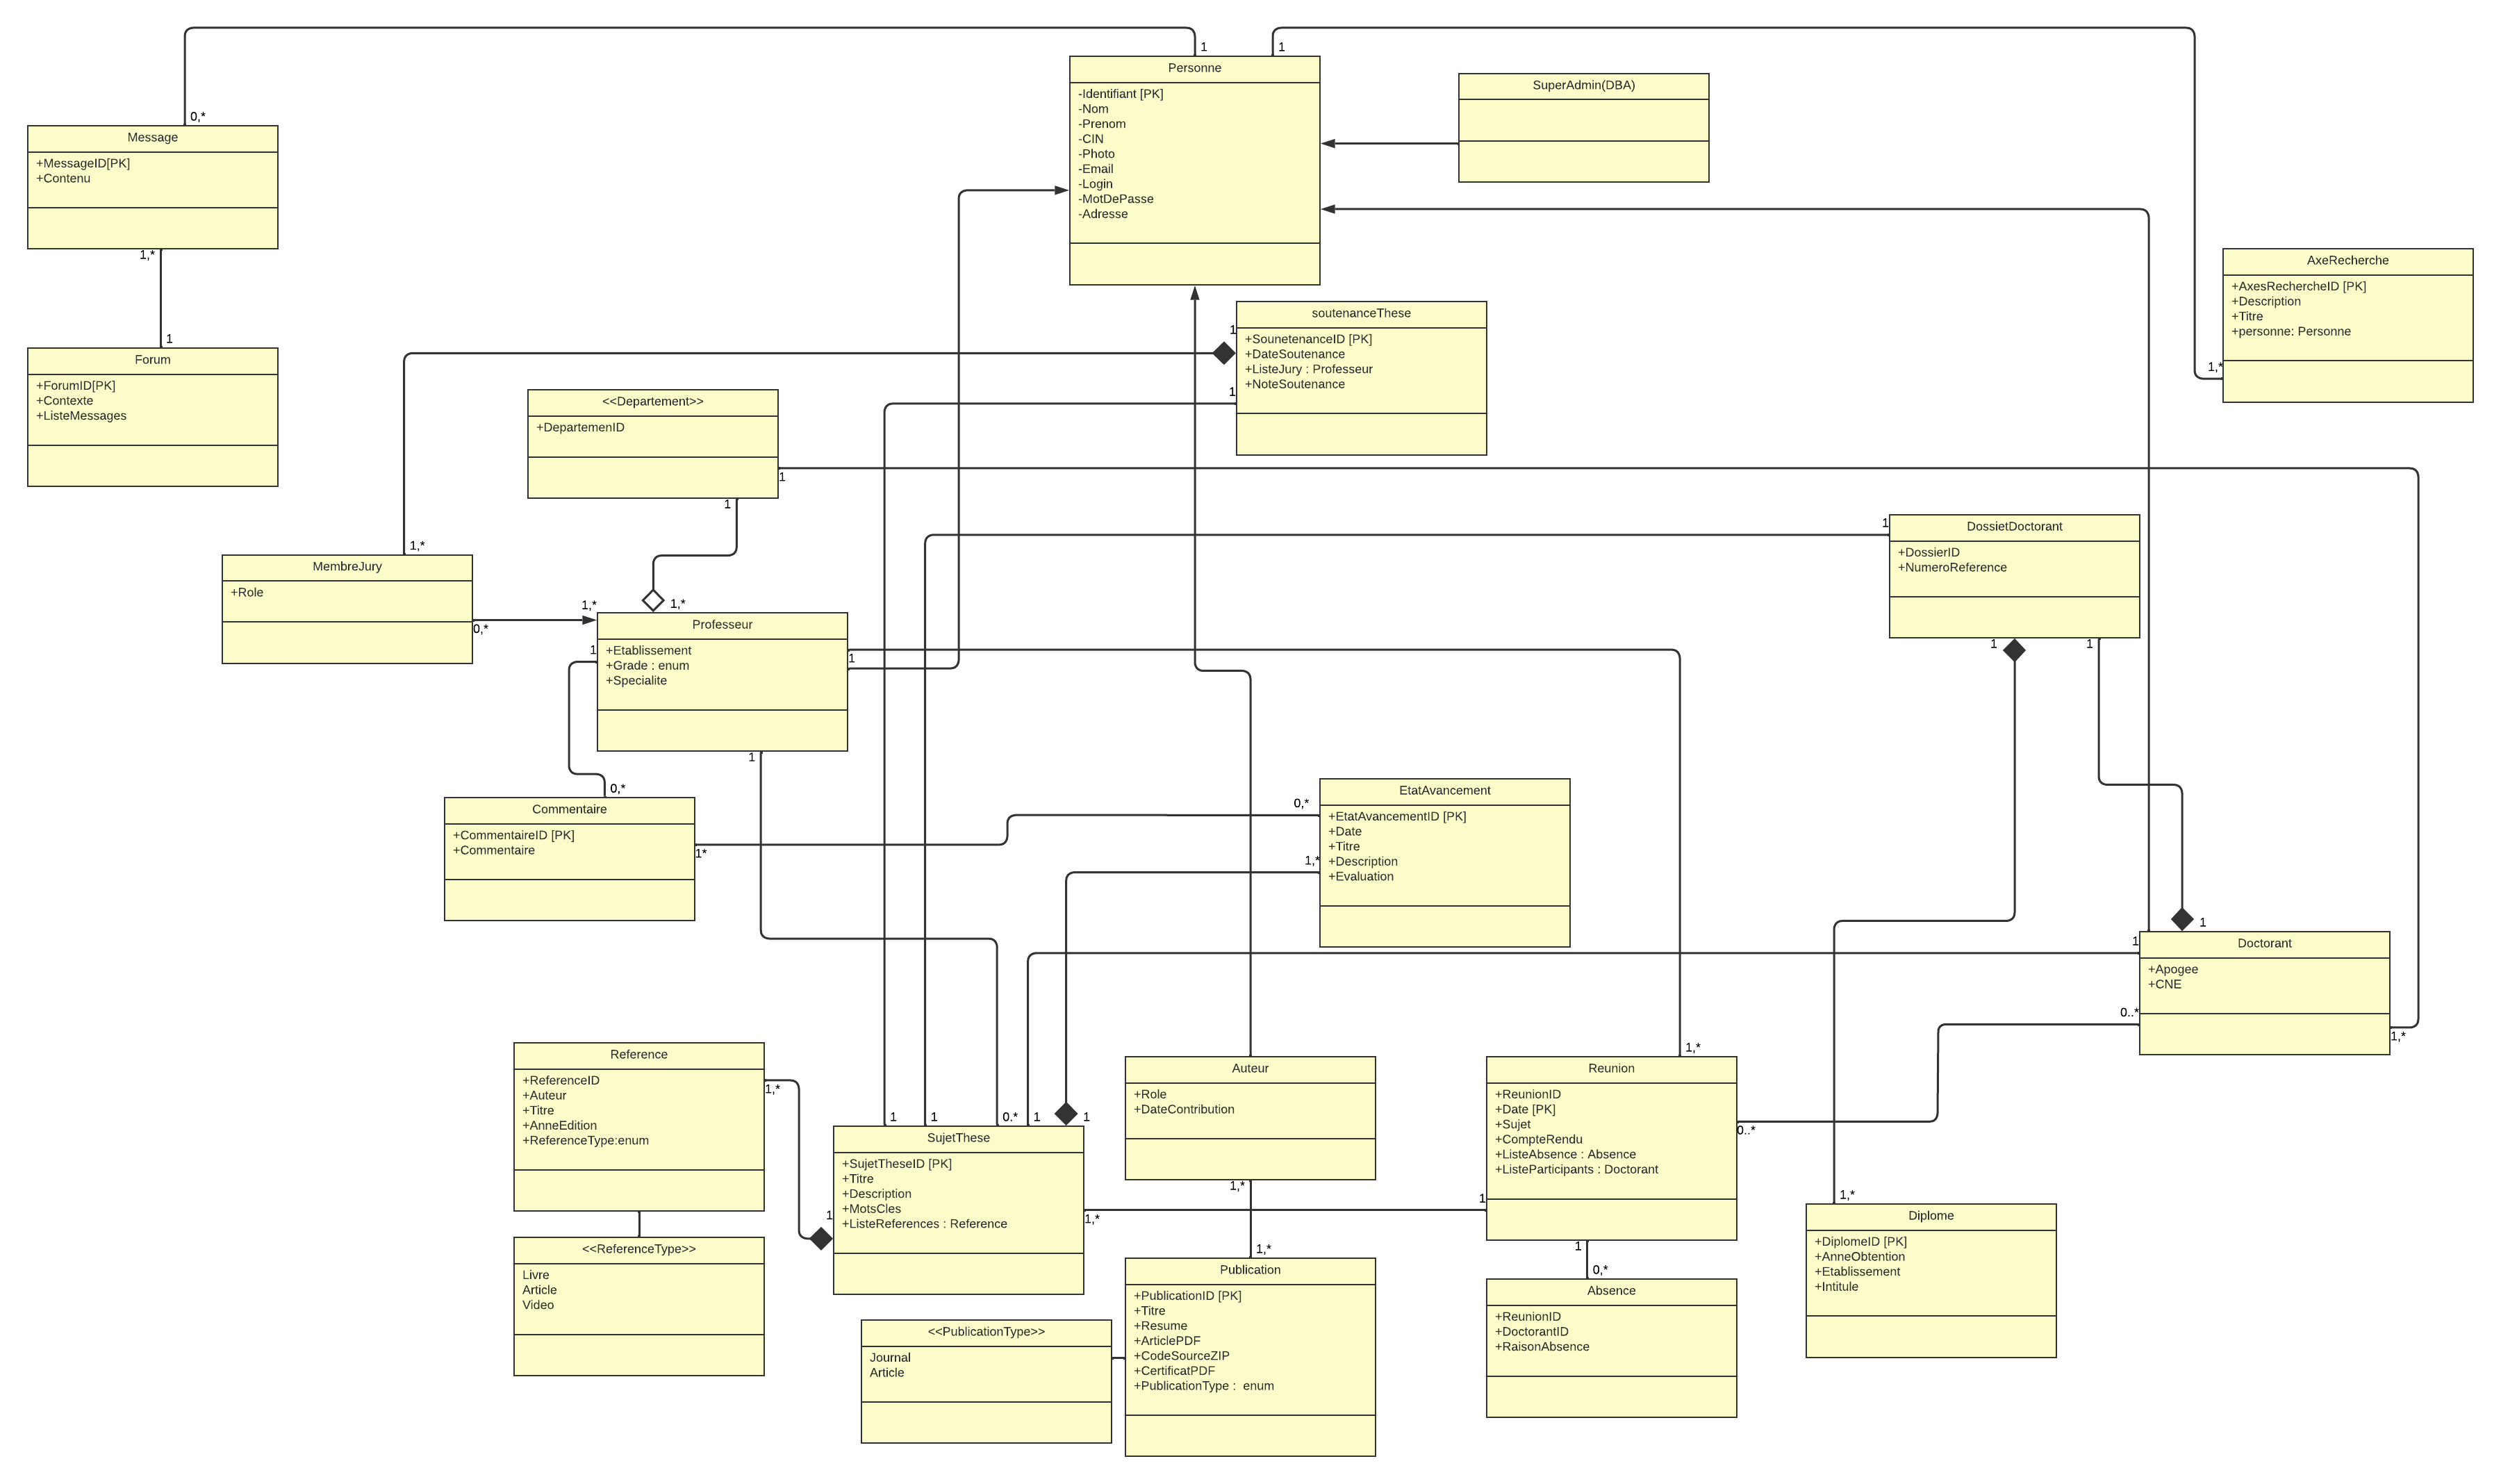 1
1
Personne
-Identifiant [PK]
-Nom
-Prenom
-CIN
-Photo
-Email
-Login
-MotDePasse
-Adresse
SuperAdmin(DBA)
0,*
Message
+MessageID[PK]
+Contenu
1,*
1
Forum
+ForumID[PK]
+Contexte
+ListeMessages
AxeRecherche
+AxesRechercheID [PK]
+Description
+Titre
+personne: Personne
1,*
soutenanceThese
+SounetenanceID [PK]
+DateSoutenance
+ListeJury : Professeur
+NoteSoutenance
1
1
<<Departement>>
+DepartemenID
1
1
1,*
MembreJury
+Role
0,*
1,*
1,*
Professeur
+Etablissement
+Grade : enum
+Specialite
1
1
1
1
DossietDoctorant
+DossierID
+NumeroReference
1
1
0,*
Commentaire
+CommentaireID [PK]
+Commentaire
1*
0,*
1,*
EtatAvancement
+EtatAvancementID [PK]
+Date
+Titre
+Description
+Evaluation
1
1
Doctorant
+Apogee
+CNE
0..*
1,*
Reference
+ReferenceID
+Auteur
+Titre
+AnneEdition
+ReferenceType:enum
1,*
<<ReferenceType>>
Livre
Article
Video
1
1
0.*
1
1
1
SujetThese
+SujetTheseID [PK]
+Titre
+Description
+MotsCles
+ListeReferences : Reference
1,*
1
Auteur
+Role
+DateContribution
1,*
1,*
1,*
Reunion
+ReunionID
+Date [PK]
+Sujet
+CompteRendu
+ListeAbsence : Absence
+ListeParticipants : Doctorant
0..*
1
0,*
Publication
+PublicationID [PK]
+Titre
+Resume
+ArticlePDF
+CodeSourceZIP
+CertificatPDF
+PublicationType :  enum
<<PublicationType>>
Journal
Article
Absence
+ReunionID
+DoctorantID
+RaisonAbsence
1,*
Diplome
+DiplomeID [PK]
+AnneObtention
+Etablissement
+Intitule